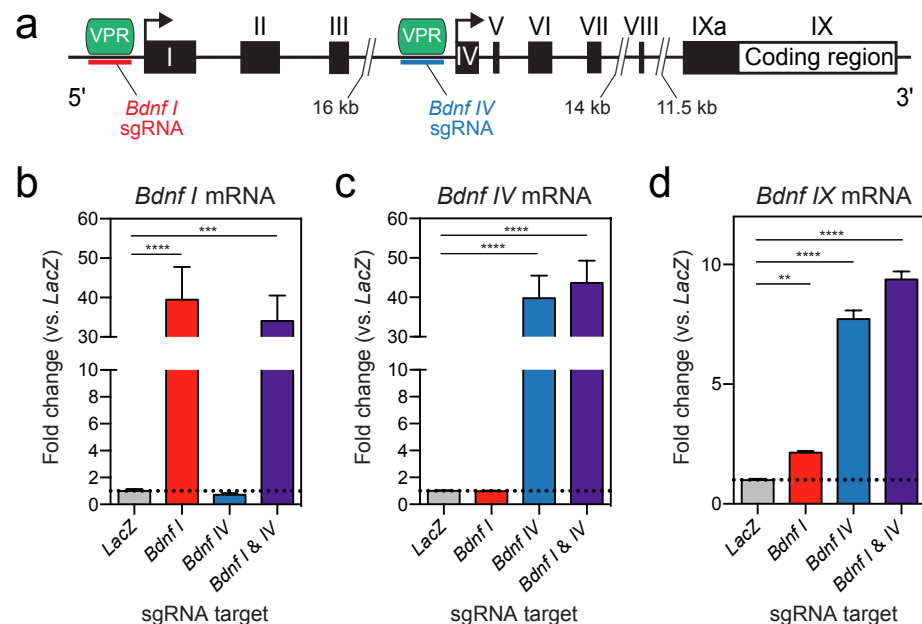 a
VPR
I
II
III
VPR
IV
V
VI
VII
VIII
IXa
IX
Coding region
5'
3'
Bdnf I
sgRNA
16 kb
Bdnf IV
sgRNA
14 kb
11.5 kb
b
Bdnf I mRNA
Fold change (vs. LacZ)
60
50
40
30
10
8
6
4
2
0
****
***
LacZ
Bdnf I
Bdnf IV
Bdnf I & IV
sgRNA target
c
Bdnf IV mRNA
Fold change (vs. LacZ)
60
50
40
30
10
8
6
4
2
0
****
****
LacZ
Bdnf I
Bdnf IV
Bdnf I & IV
sgRNA target
d
Bdnf IX mRNA
Fold change (vs. LacZ)
10
5
0
****
****
**
LacZ
Bdnf I
Bdnf IV
Bdnf I & IV
sgRNA target